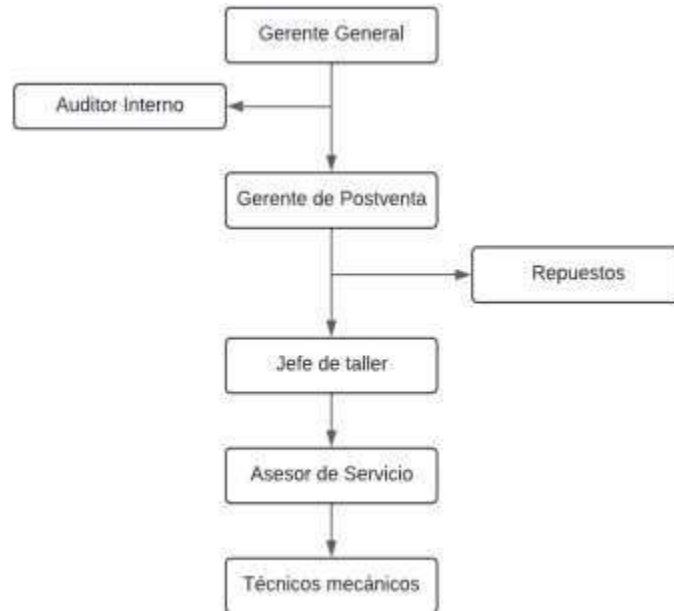 Gerente General
Auditor Interno
Gerente de Postventa
Repuestos
Jefe de taller
Asesor de Servicio
Técnicos mecánicos